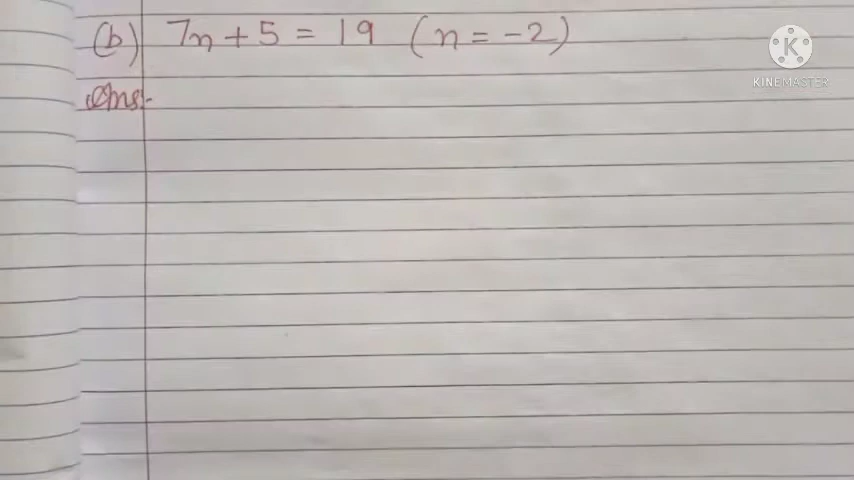 (b) 7n + 5 = 19 (n = -2)
Ans:-
KINEMASTER